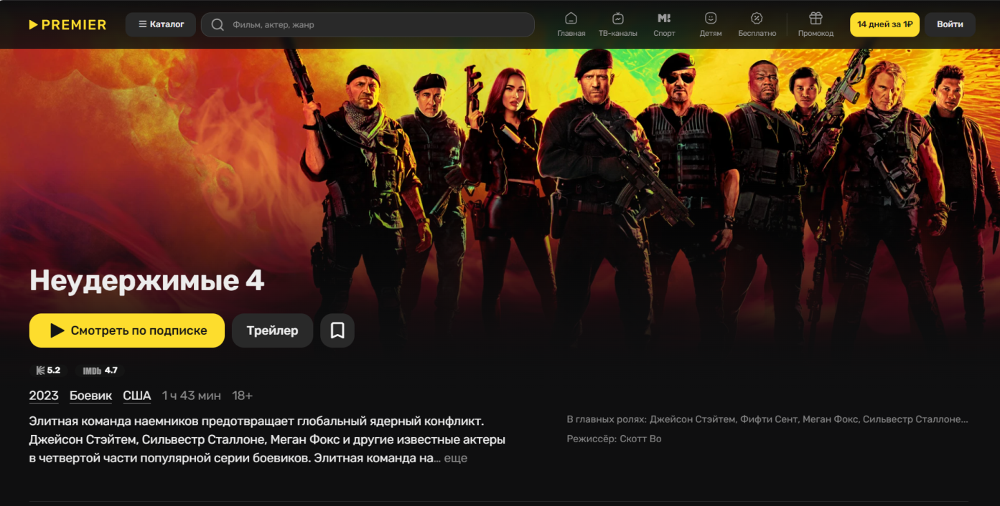 PREMIER
Каталог
Фильм, актер, жанр
Главная
ТВ-каналы
М!
Спорт
Детям
Бесплатно
Промокод
14 дней за 1₽
Войти
Неудержимые 4
Смотреть по подписке
Трейлер
5.2
IMDb 4.7
2023 Боевик США 1 ч 43 мин 18+
Элитная команда наемников предотвращает глобальный ядерный конфликт.
Джейсон Стэйтем, Сильвестр Сталлоне, Меган Фокс и другие известные актеры
в четвертой части популярной серии боевиков. Элитная команда на... еще
В главных ролях: Джейсон Стэйтем, Фифти Сент, Меган Фокс, Сильвестр Сталлоне...
Режиссёр: Скотт Во